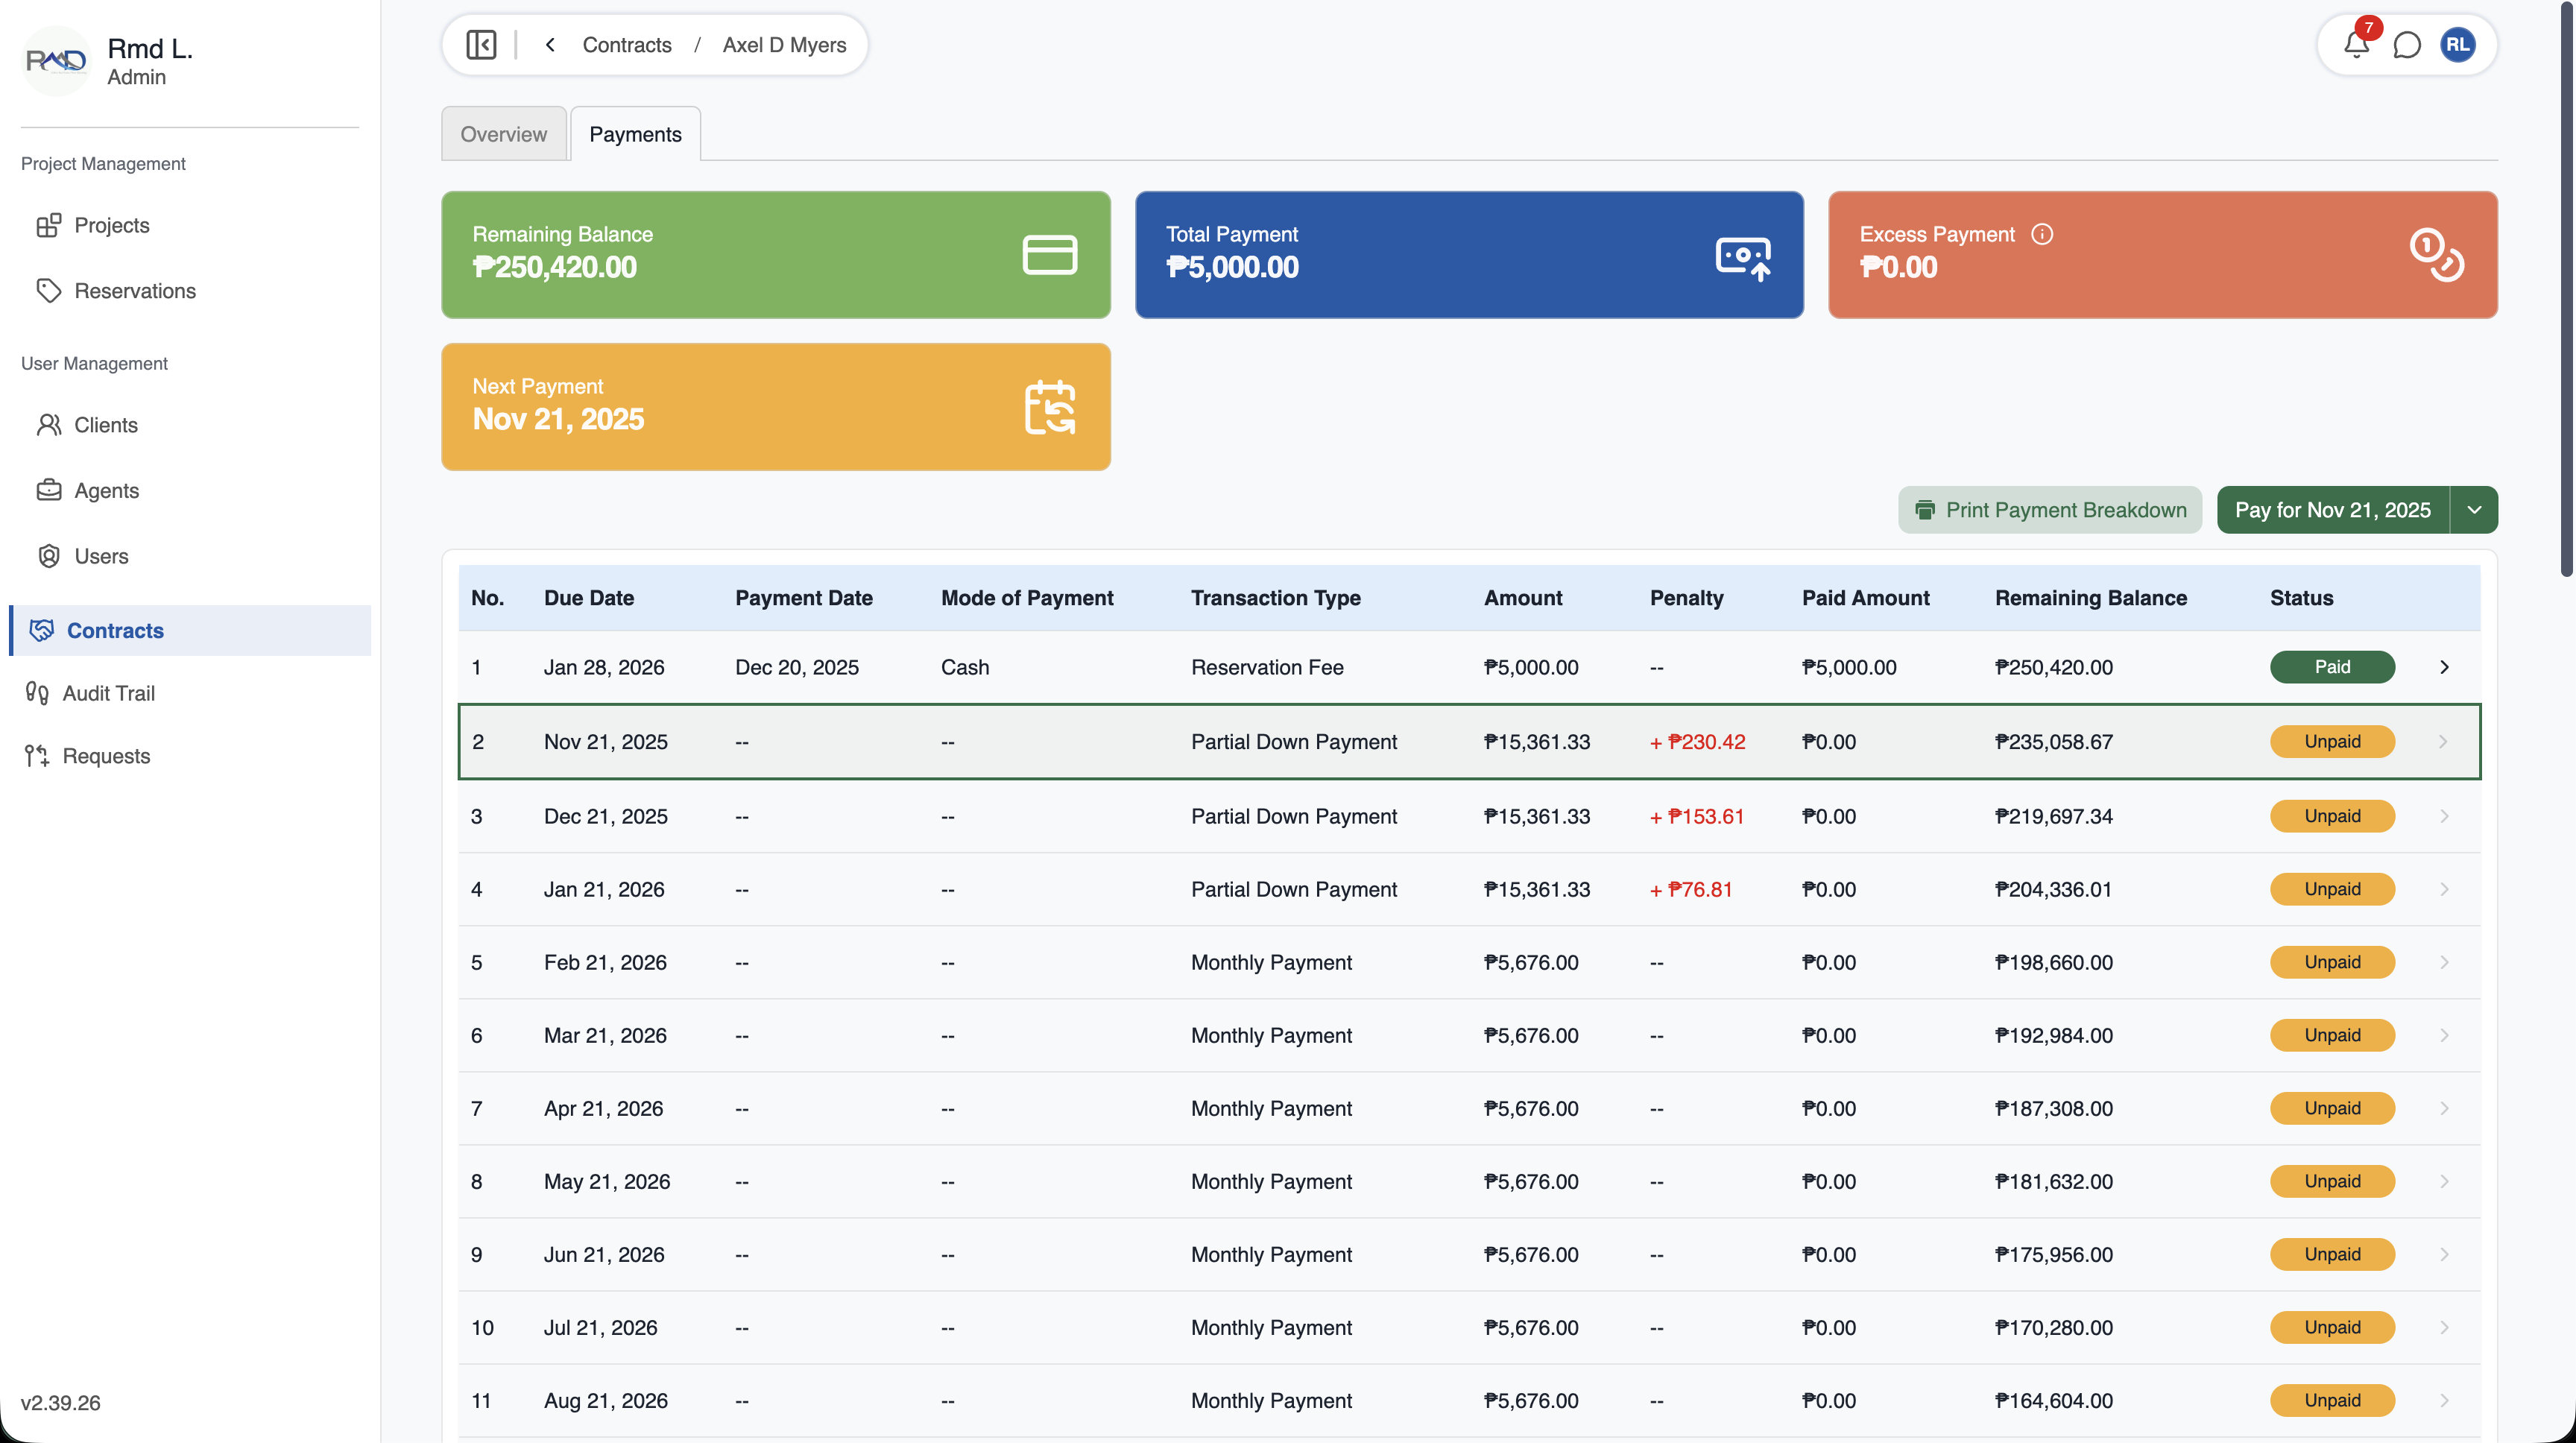 RMD
Rmd L.
Admin
Project Management
Projects
Reservations
User Management
Clients
Agents
Users
Contracts
Audit Trail
Requests
v2.39.26
Contracts / Axel D Myers
7
RL
Overview Payments
Remaining Balance
₱250,420.00
Total Payment
₱5,000.00
Excess Payment
₱0.00
Next Payment
Nov 21, 2025
Print Payment Breakdown
Pay for Nov 21, 2025
No. Due Date Payment Date Mode of Payment Transaction Type Amount Penalty Paid Amount Remaining Balance Status
1 Jan 28, 2026 Dec 20, 2025 Cash Reservation Fee ₱5,000.00 -- ₱5,000.00 ₱250,420.00 Paid
2 Nov 21, 2025 -- -- Partial Down Payment ₱15,361.33 + ₱230.42 ₱0.00 ₱235,058.67 Unpaid
3 Dec 21, 2025 -- -- Partial Down Payment ₱15,361.33 + ₱153.61 ₱0.00 ₱219,697.34 Unpaid
4 Jan 21, 2026 -- -- Partial Down Payment ₱15,361.33 + ₱76.81 ₱0.00 ₱204,336.01 Unpaid
5 Feb 21, 2026 -- -- Monthly Payment ₱5,676.00 -- ₱0.00 ₱198,660.00 Unpaid
6 Mar 21, 2026 -- -- Monthly Payment ₱5,676.00 -- ₱0.00 ₱192,984.00 Unpaid
7 Apr 21, 2026 -- -- Monthly Payment ₱5,676.00 -- ₱0.00 ₱187,308.00 Unpaid
8 May 21, 2026 -- -- Monthly Payment ₱5,676.00 -- ₱0.00 ₱181,632.00 Unpaid
9 Jun 21, 2026 -- -- Monthly Payment ₱5,676.00 -- ₱0.00 ₱175,956.00 Unpaid
10 Jul 21, 2026 -- -- Monthly Payment ₱5,676.00 -- ₱0.00 ₱170,280.00 Unpaid
11 Aug 21, 2026 -- -- Monthly Payment ₱5,676.00 -- ₱0.00 ₱164,604.00 Unpaid